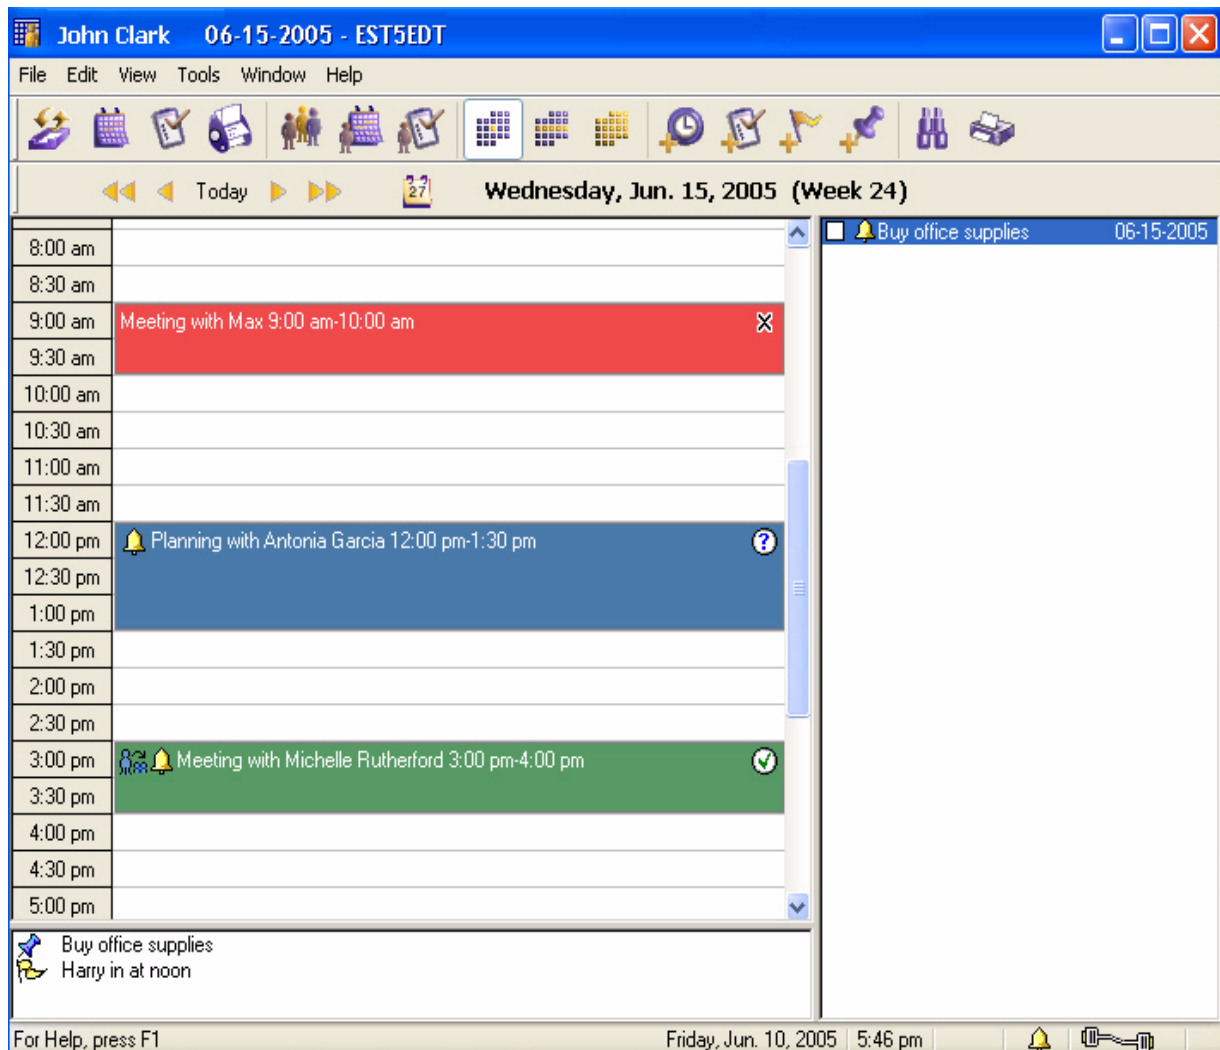 John Clark 06-15-2005 - EST5EDT
File Edit View Tools Window Help
Today 27 Wednesday, Jun. 15, 2005 (Week 24)
8:00 am
8:30 am
9:00 am Meeting with Max 9:00 am-10:00 am
9:30 am
10:00 am
10:30 am
11:00 am
11:30 am
12:00 pm Planning with Antonia Garcia 12:00 pm-1:30 pm ?
12:30 pm
1:00 pm
1:30 pm
2:00 pm
2:30 pm
3:00 pm Meeting with Michelle Rutherford 3:00 pm-4:00 pm
3:30 pm
4:00 pm
4:30 pm
5:00 pm
Buy office supplies 06-15-2005
Buy office supplies
Harry in at noon
For Help, press F1 Friday, Jun. 10, 2005 5:46 pm